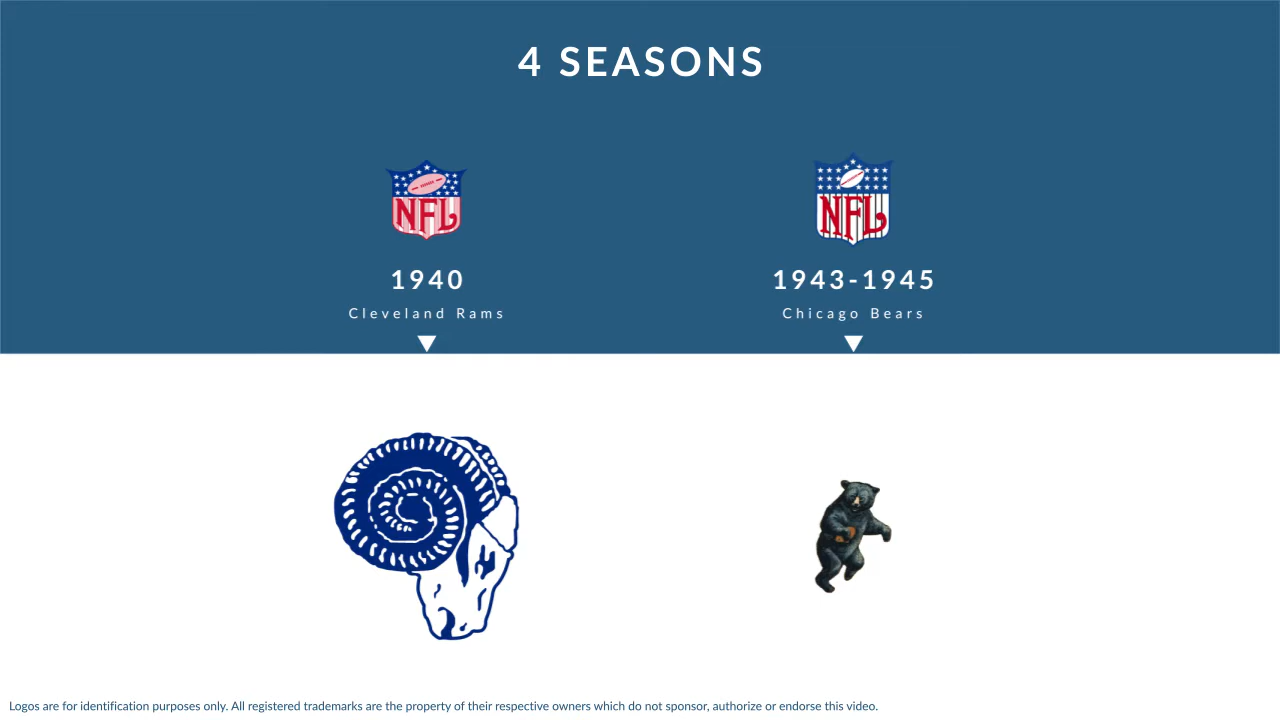 4 SEASONS
NFL
NFL
1940
1943-1945
Cleveland Rams
Chicago Bears
Logos are for identification purposes only. All registered trademarks are the property of their respective owners which do not sponsor, authorize or endorse this video.